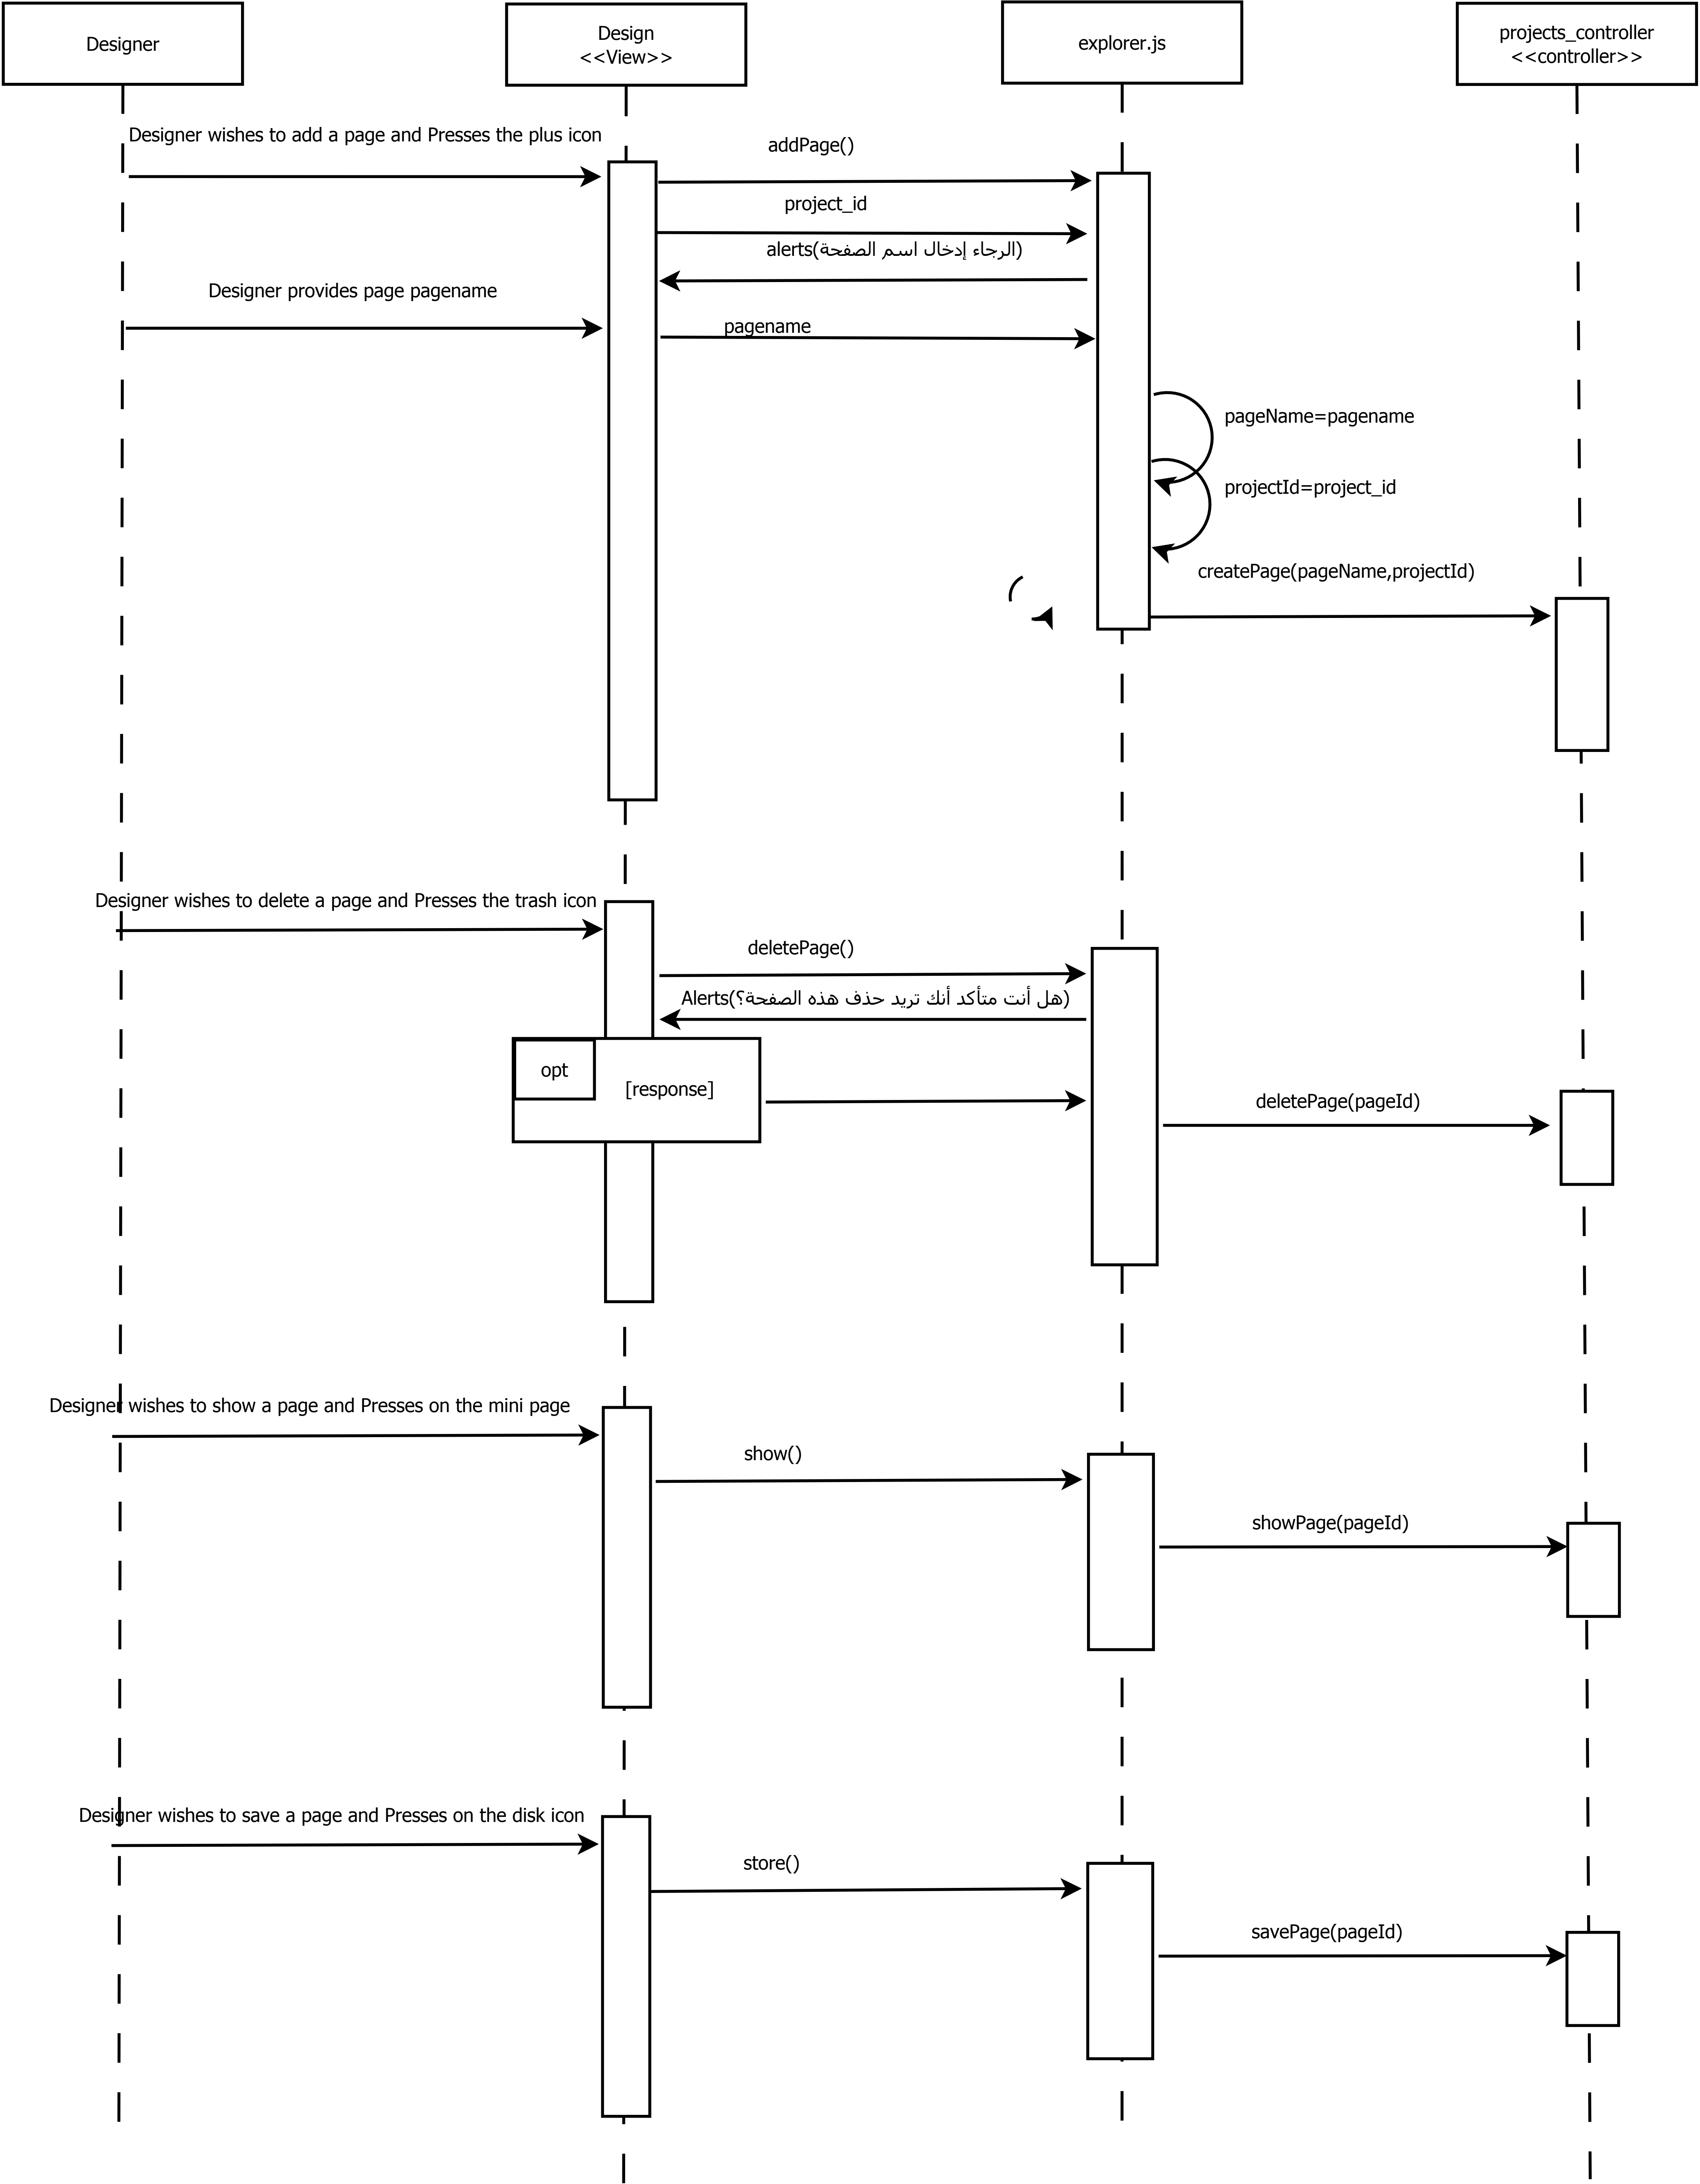 Designer
Design
<<View>>
explorer.js
projects_controller
<<controller>>
Designer wishes to add a page and Presses the plus icon
addPage()
project_id
alerts(الرجاء إدخال اسم الصفحة)
Designer provides page pagename
pagename
pageName=pagename
projectId=project_id
createPage(pageName,projectId)
Designer wishes to delete a page and Presses the trash icon
deletePage()
Alerts(هل أنت متأكد أنك تريد حذف هذه الصفحة؟)
opt
[response]
deletePage(pageId)
Designer wishes to show a page and Presses on the mini page
show()
showPage(pageId)
Designer wishes to save a page and Presses on the disk icon
store()
savePage(pageId)